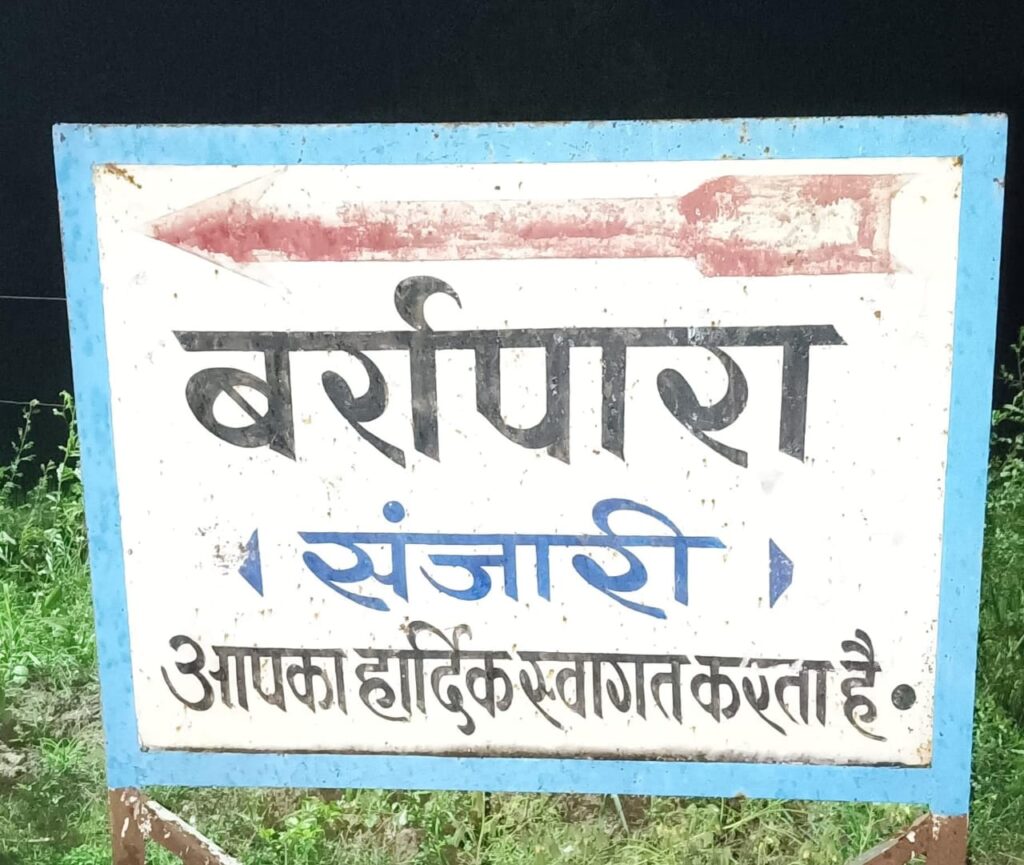 बर्रापारा
संजारी
आपका हार्दिक स्वागत करता है.